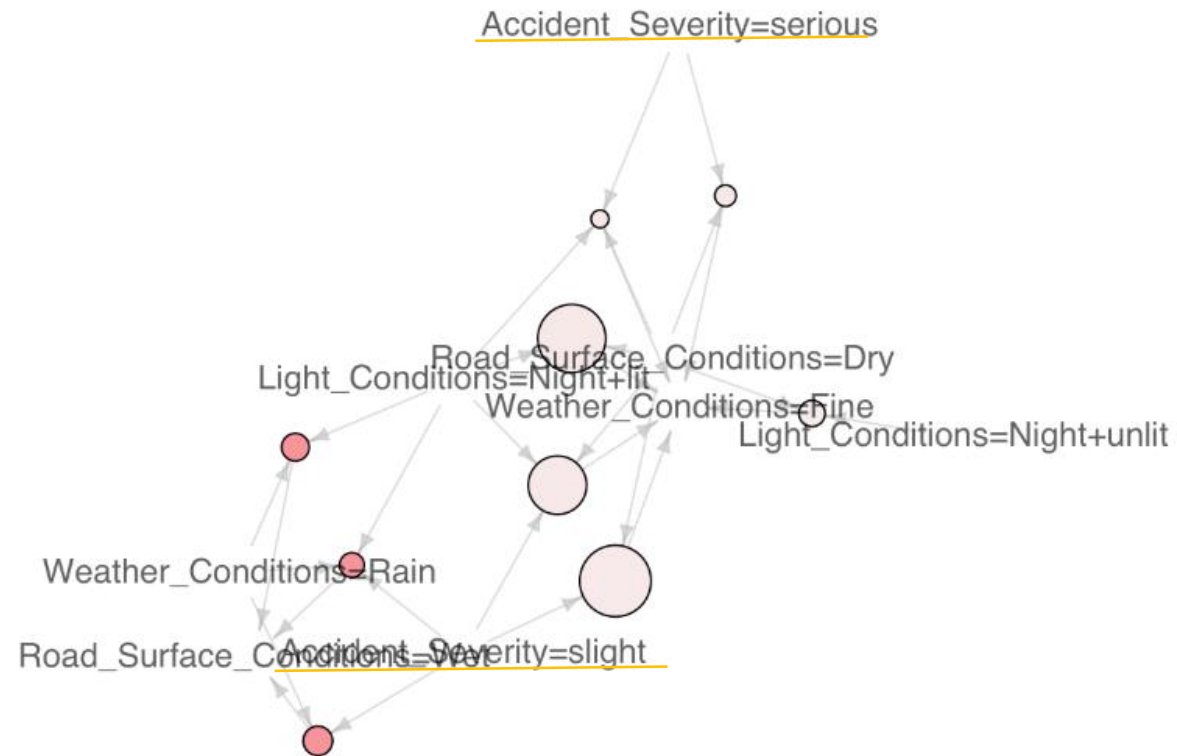 Accident_Severity=serious
Road_Surface_Conditions=Dry
Light_Conditions=Night+lit
Weather_Conditions=Fine
Light_Conditions=Night+unlit
Weather_Conditions=Rain
Road_Surface_Conditions=Wet
Accident_Severity=slight